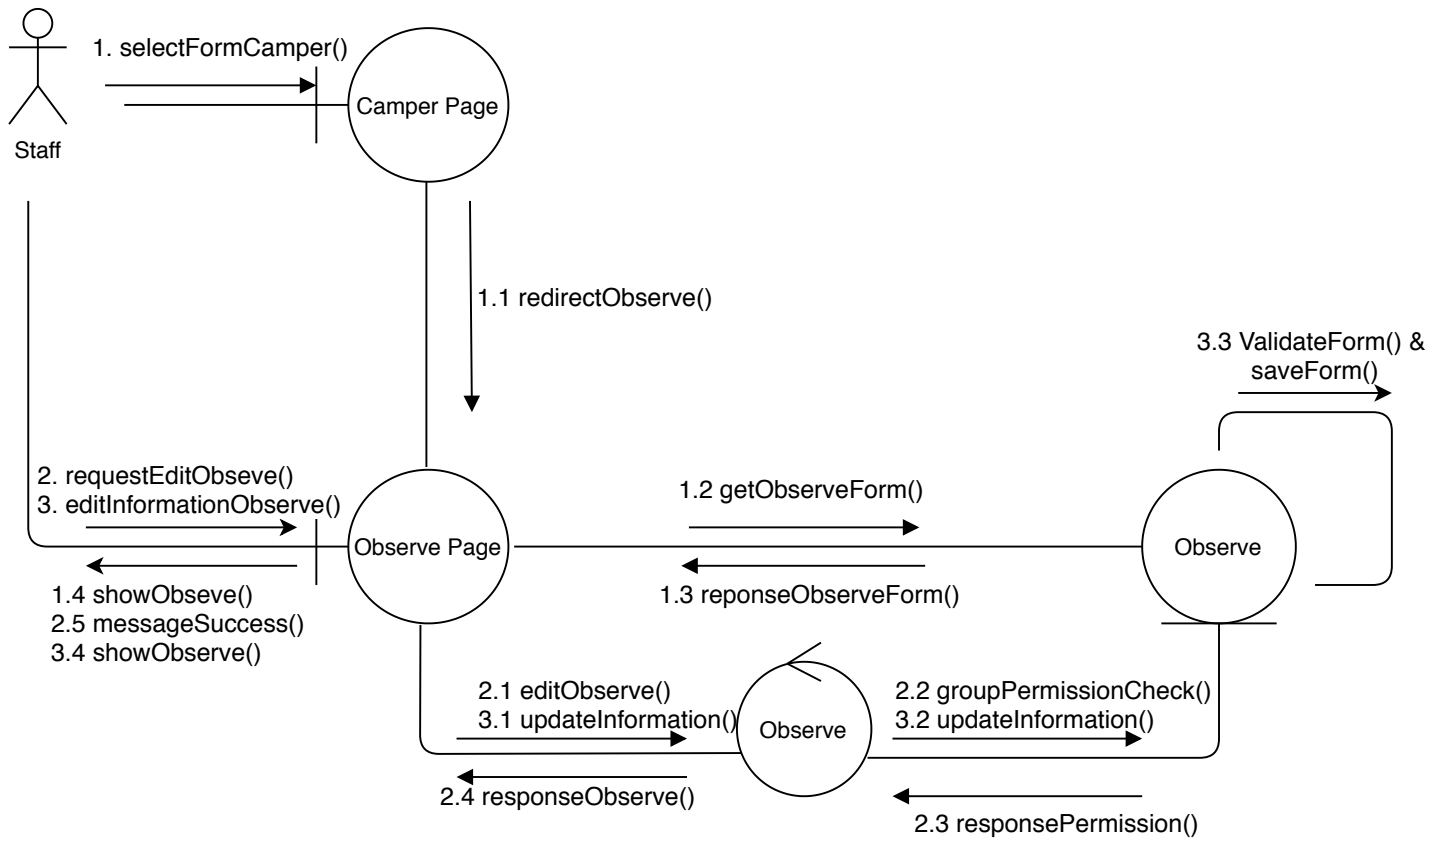 1. selectFormCamper()
Camper Page
Staff
1.1 redirectObserve()
3.3 ValidateForm() &
saveForm()
2. requestEditObseve()
3. editInformationObserve()
1.2 getObserveForm()
Observe Page
Observe
1.4 showObseve()
2.5 messageSuccess()
3.4 showObserve()
1.3 reponseObserveForm()
2.1 editObserve()
3.1 updateInformation()
Observe
2.2 groupPermissionCheck()
3.2 updateInformation()
2.4 responseObserve()
2.3 responsePermission()